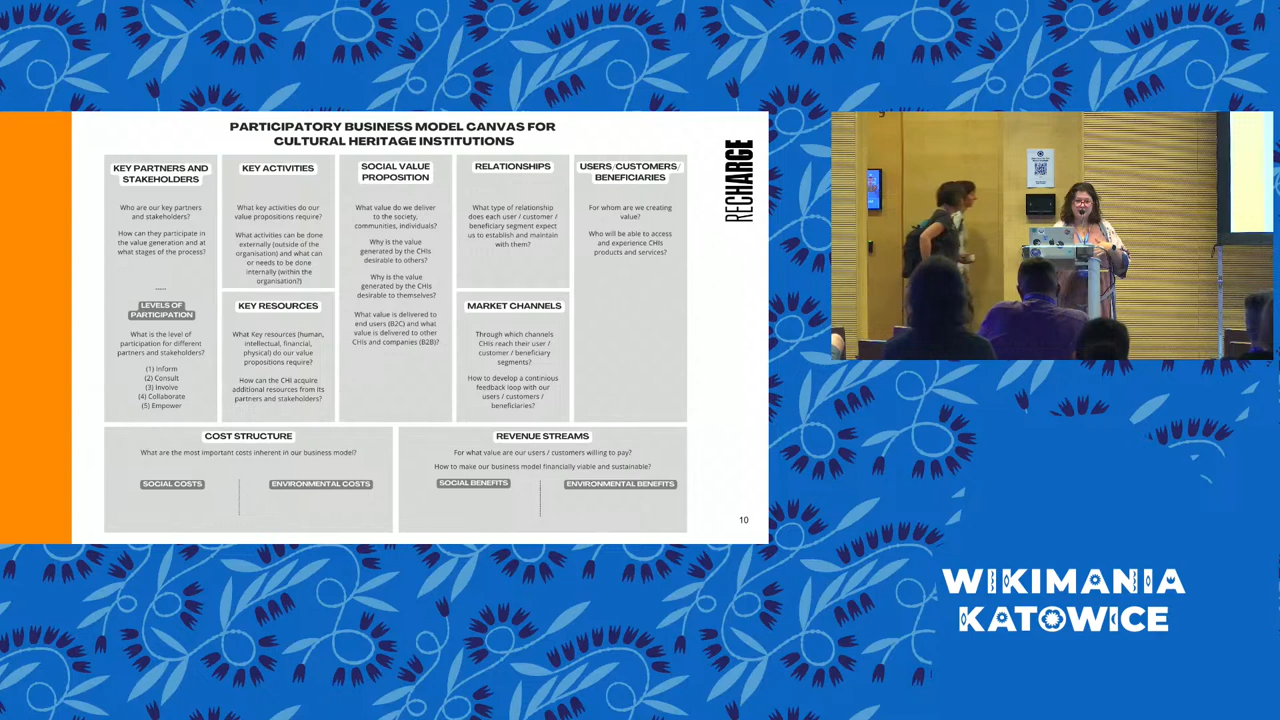 PARTICIPATORY BUSINESS MODEL CANVAS FOR
CULTURAL HERITAGE INSTITUTIONS
RECHARGE
KEY PARTNERS AND
STAKEHOLDERS
Who are our key partners
and stakeholders?
How can they participate in
the value generation and at
what stages of the process?
.....
LEVELS OF
PARTICIPATION
What is the level of
participation for different
partners and stakeholders?
(1) Inform
(2) Consult
(3) Involve
(4) Collaborate
(5) Empower
KEY ACTIVITIES
What key activities do our
value propositions require?
What activities can be done
externally (outside of the
organisation) and what can
or needs to be done
internally (within the
organisation?)
KEY RESOURCES
What Key resources (human,
intellectual, financial,
physical) do our value
propositions require?
How can the CHI acquire
additional resources from its
partners and stakeholders?
SOCIAL VALUE
PROPOSITION
What value do we deliver
to the society,
communities, individuals?
Why is the value
generated by the CHIs
desirable to others?
Why is the value
generated by the CHIs
desirable to themselves?
What value is delivered to
end users (B2C) and what
value is delivered to other
CHIs and companies (B2B)?
RELATIONSHIPS
What type of relationship
does each user / customer /
beneficiary segment expect
us to establish and maintain
with them?
MARKET CHANNELS
Through which channels
CHIs reach their user /
customer / beneficiary
segments?
How to develop a continious
feedback loop with our
users / customers /
beneficiaries?
USERS/CUSTOMERS/
BENEFICIARIES
For whom are we creating
value?
Who will be able to access
and experience CHIs
products and services?
COST STRUCTURE
What are the most important costs inherent in our business model?
SOCIAL COSTS
ENVIRONMENTAL COSTS
REVENUE STREAMS
For what value are our users / customers willing to pay?
How to make our business model financially viable and sustainable?
SOCIAL BENEFITS
ENVIRONMENTAL BENEFITS
10
WIKIMANIA
KATOWICE